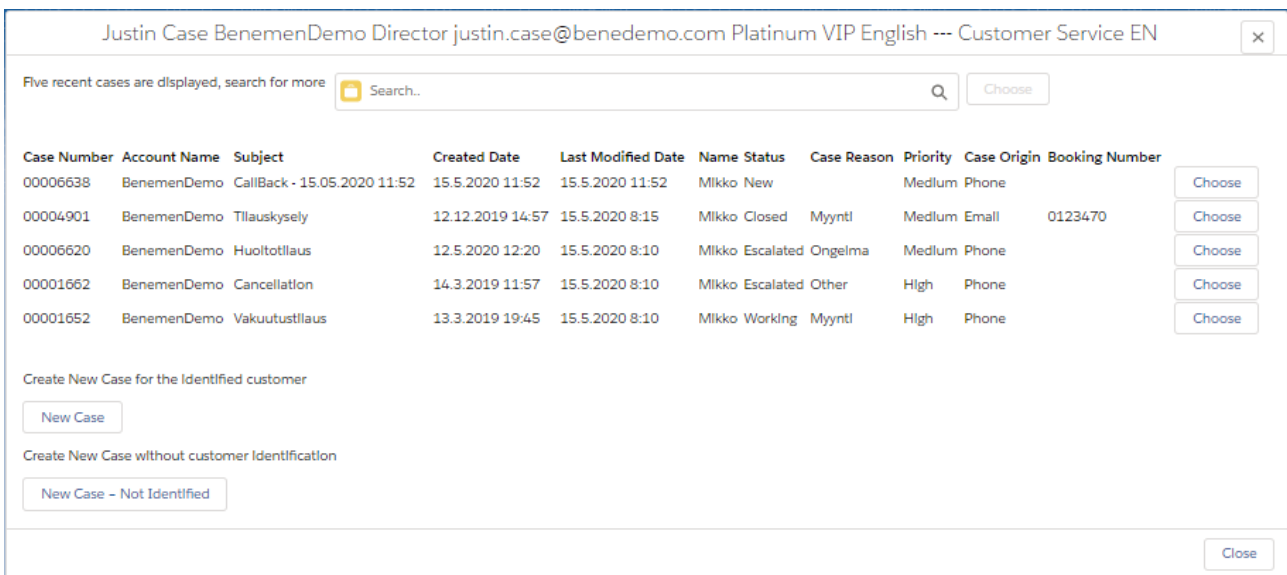 Justin Case BenemenDemo Director justin.case@benedemo.com Platinum VIP English --- Customer Service EN
Five recent cases are displayed, search for more Search.. Choose
Case Number Account Name Subject Created Date Last Modified Date Name Status Case Reason Priority Case Origin Booking Number
00006638 BenemenDemo CallBack - 15.05.2020 11:52 15.5.2020 11:52 15.5.2020 11:52 Mikko New Medium Phone Choose
00004901 BenemenDemo Tilauskysely 12.12.2019 14:57 15.5.2020 8:15 Mikko Closed Myynti Medium Email 0123470 Choose
00006620 BenemenDemo Huoltotilaus 12.5.2020 12:20 15.5.2020 8:10 Mikko Escalated Ongelma Medium Phone Choose
00001662 BenemenDemo Cancellation 14.3.2019 11:57 15.5.2020 8:10 Mikko Escalated Other High Phone Choose
00001652 BenemenDemo Vakuutustilaus 13.3.2019 19:45 15.5.2020 8:10 Mikko Working Myynti High Phone Choose
Create New Case for the identified customer
New Case
Create New Case without customer identification
New Case – Not Identified
Close